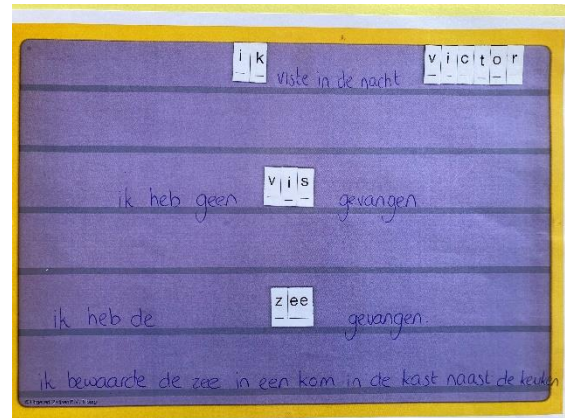 ik viste in de nacht victor
ik heb geen vis gevangen
ik heb de zee gevangen.
ik bewaarde de zee in een kom in de kast naast de keuken